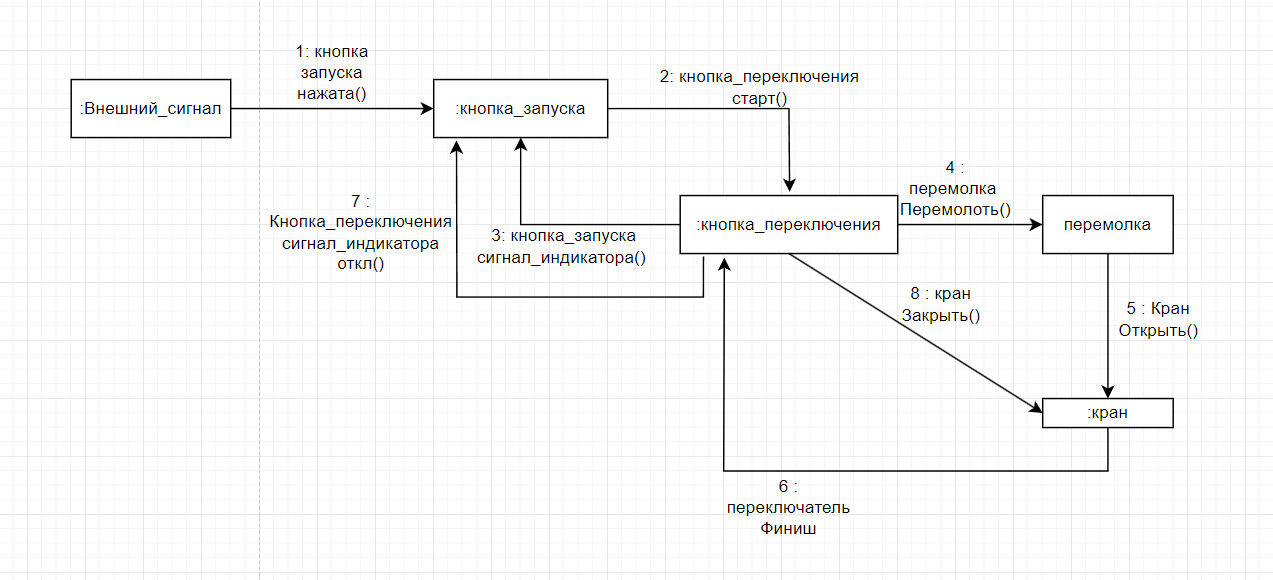 1: кнопка
запуска
нажата()
:Внешний_сигнал
:кнопка_запуска
2: кнопка_переключения
старт()
4 :
перемолка
Перемолоть()
7 :
Кнопка_переключения
сигнал_индикатора
откл()
3: кнопка_запуска
сигнал_индикатора()
:кнопка_переключения
перемолка
8 : кран
Закрыть()
5 : Кран
Открыть()
:кран
6 :
переключатель
Финиш